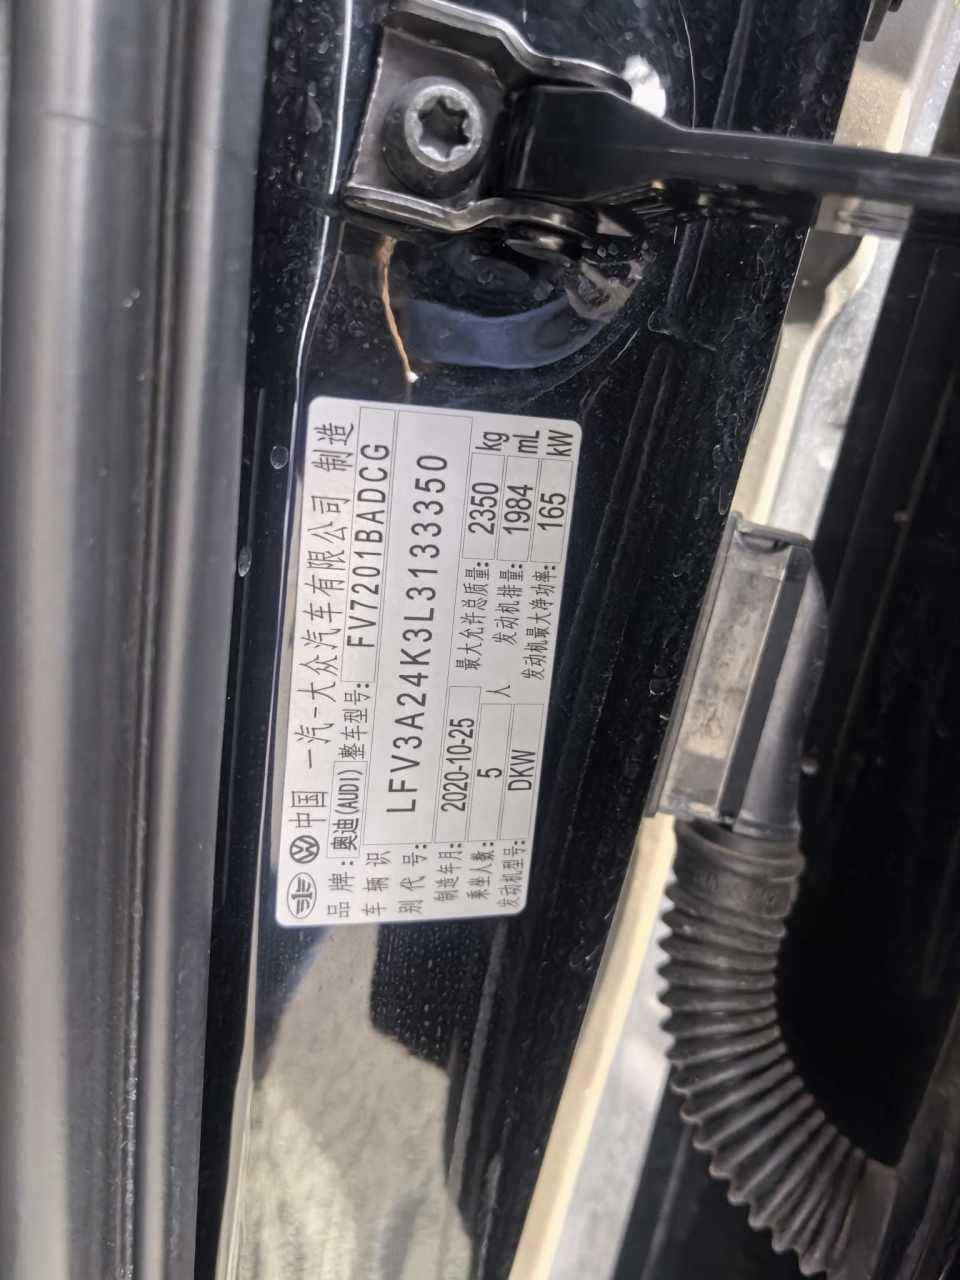 中国 一汽-大众汽车有限公司 制造
品牌: 奥迪(AUDI) 整车型号: FV7201BADCG
车辆识别代号: LFV3A24K3L3133350
制造年月: 2020-10-25 最大允许总质量: 2350 kg
乘坐人数: 5 人 发动机排量: 1984 mL
发动机型号: DKW 发动机最大净功率: 165 kW